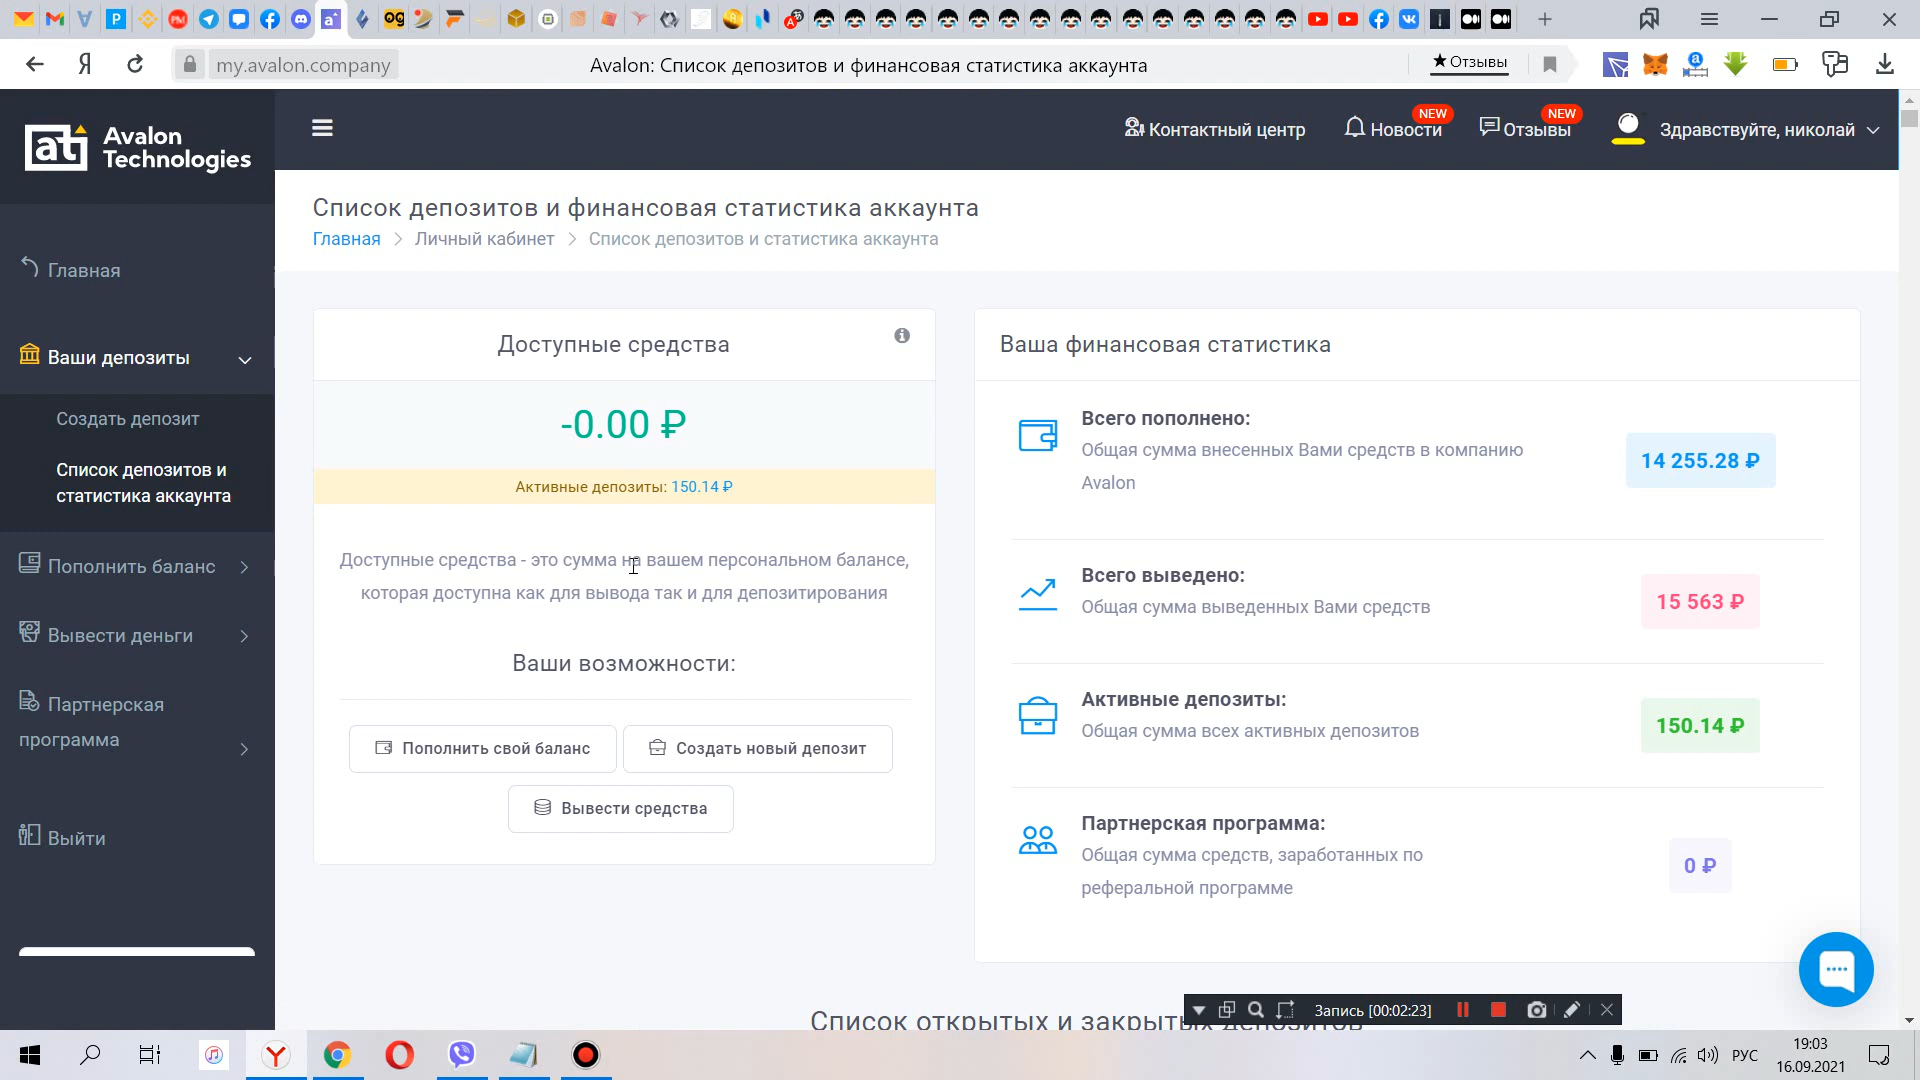 my.avalon.company
Avalon: Список депозитов и финансовая статистика аккаунта
★ Отзывы
at Avalon
Technologies
Контактный центр
Новости NEW
Отзывы NEW
Здравствуйте, николай
Список депозитов и финансовая статистика аккаунта
Главная > Личный кабинет > Список депозитов и статистика аккаунта
Главная
Ваши депозиты
Создать депозит
Список депозитов и
статистика аккаунта
Пополнить баланс
Вывести деньги
Партнерская
программа
Выйти
Доступные средства
-0.00 ₽
Активные депозиты: 150.14 ₽
Доступные средства - это сумма на вашем персональном балансе,
которая доступна как для вывода так и для депозитирования
Ваши возможности:
Пополнить свой баланс
Создать новый депозит
Вывести средства
Ваша финансовая статистика
Всего пополнено:
Общая сумма внесенных Вами средств в компанию
Avalon
14 255.28 ₽
Всего выведено:
Общая сумма выведенных Вами средств
15 563 ₽
Активные депозиты:
Общая сумма всех активных депозитов
150.14 ₽
Партнерская программа:
Общая сумма средств, заработанных по
реферальной программе
0 ₽
Список открытых и закрытых депозитов
Запись [00:02:23]
РУС
19:03
16.09.2021